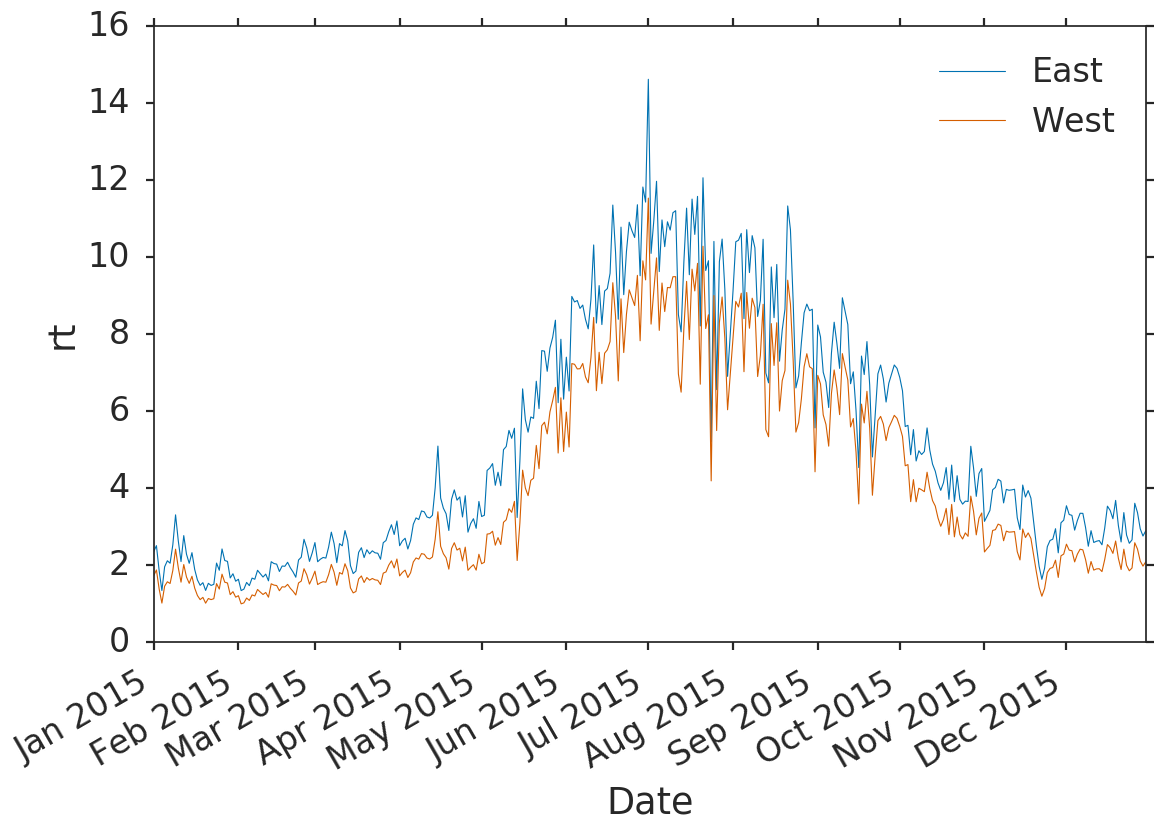 16
14
12
10
8
6
4
2
0
rt
East
West
Jan 2015
Feb 2015
Mar 2015
Apr 2015
May 2015
Jun 2015
Jul 2015
Aug 2015
Sep 2015
Oct 2015
Nov 2015
Dec 2015
Date